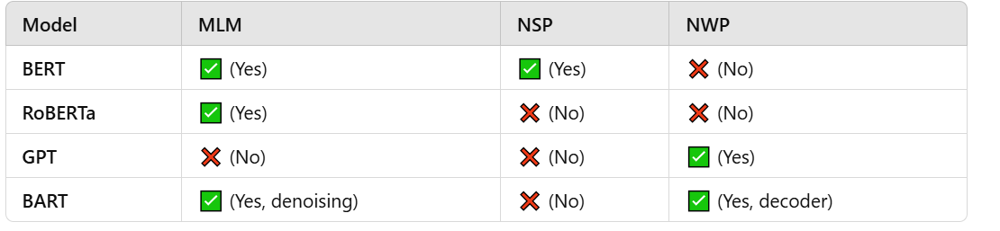 Model MLM NSP NWP
BERT ✅ (Yes) ✅ (Yes) ❌ (No)
RoBERTa ✅ (Yes) ❌ (No) ❌ (No)
GPT ❌ (No) ❌ (No) ✅ (Yes)
BART ✅ (Yes, denoising) ❌ (No) ✅ (Yes, decoder)